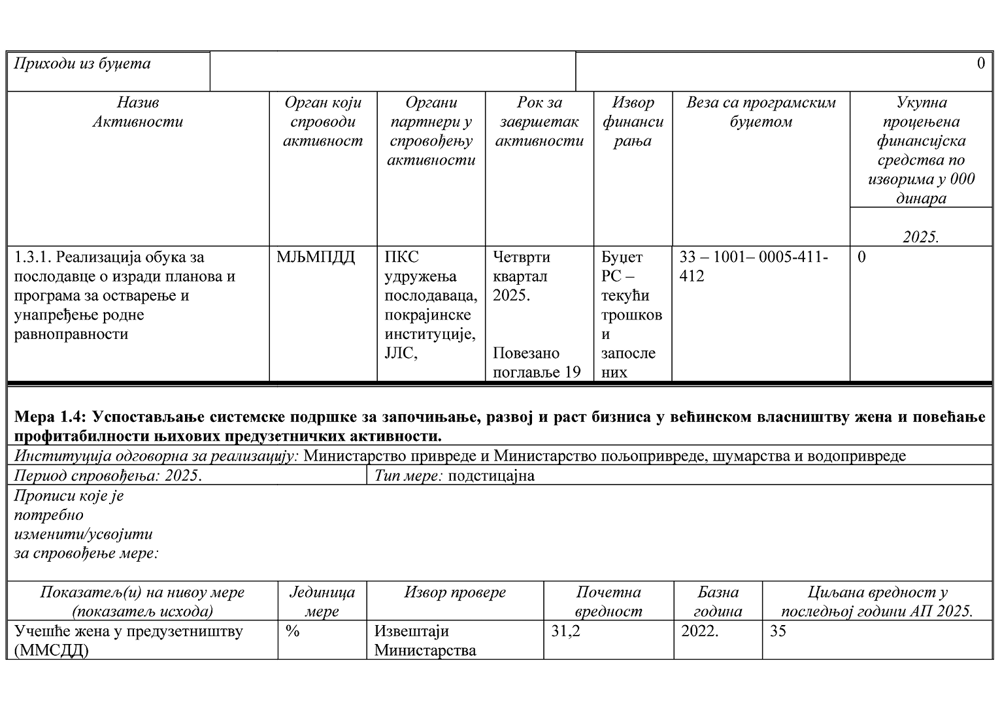 Приходи из буџета
0
Назив
Активности
Орган који
спроводи
активност
Органи
партнери у
спровођењу
активности
Рок за
завршетак
активности
Извор
финанси
рања
Веза са програмским
буџетом
Укупна
процењена
финансијска
средства по
изворима у 000
динара
2025.
1.3.1. Реализација обука за
послодавце о изради планова и
програма за остварење и
унапређење родне
равноправности
МЉМПДД
ПКС
удружења
послодаваца,
покрајинске
институције,
ЈЛС,
Четврти
квартал
2025.
Повезано
поглавље 19
Буџет
РС –
текући
трошков
и
запосле
них
33 – 1001– 0005-411-
412
0
Мера 1.4: Успостављање системске подршке за започињање, развој и раст бизниса у већинском власништву жена и повећање
профитабилности њихових предузетничких активности.
Институција одговорна за реализацију: Министарство привреде и Министарство пољопривреде, шумарства и водопривреде
Период спровођења: 2025.
Тип мере: подстицајна
Прописи које је
потребно
изменити/усвојити
за спровођење мере:
Показатељ(и) на нивоу мере
(показатељ исхода)
Јединица
мере
Извор провере
Почетна
вредност
Базна
година
Циљана вредност у
последњој години АП 2025.
Учешће жена у предузетништву
(ММСДД)
%
Извештаји
Министарства
31,2
2022.
35